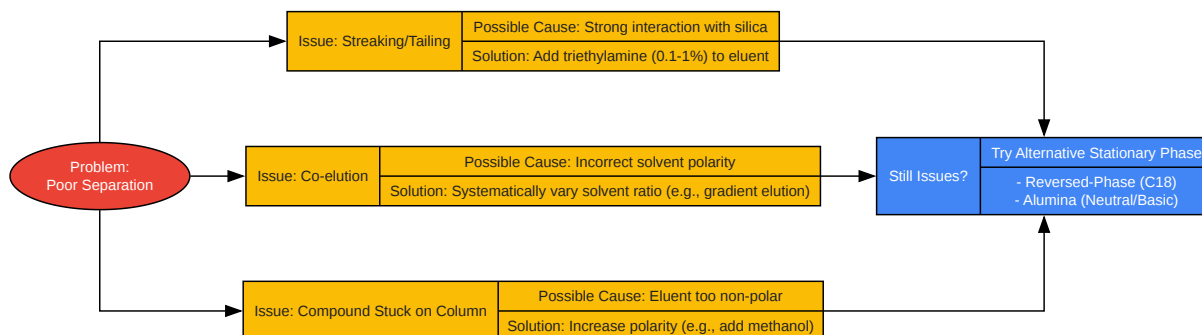 Problem:
Poor Separation
Issue: Streaking/Tailing
Possible Cause: Strong interaction with silica
Solution: Add triethylamine (0.1-1%) to eluent
Issue: Co-elution
Possible Cause: Incorrect solvent polarity
Solution: Systematically vary solvent ratio (e.g., gradient elution)
Issue: Compound Stuck on Column
Possible Cause: Eluent too non-polar
Solution: Increase polarity (e.g., add methanol)
Still Issues?
Try Alternative Stationary Phase
- Reversed-Phase (C18)
- Alumina (Neutral/Basic)